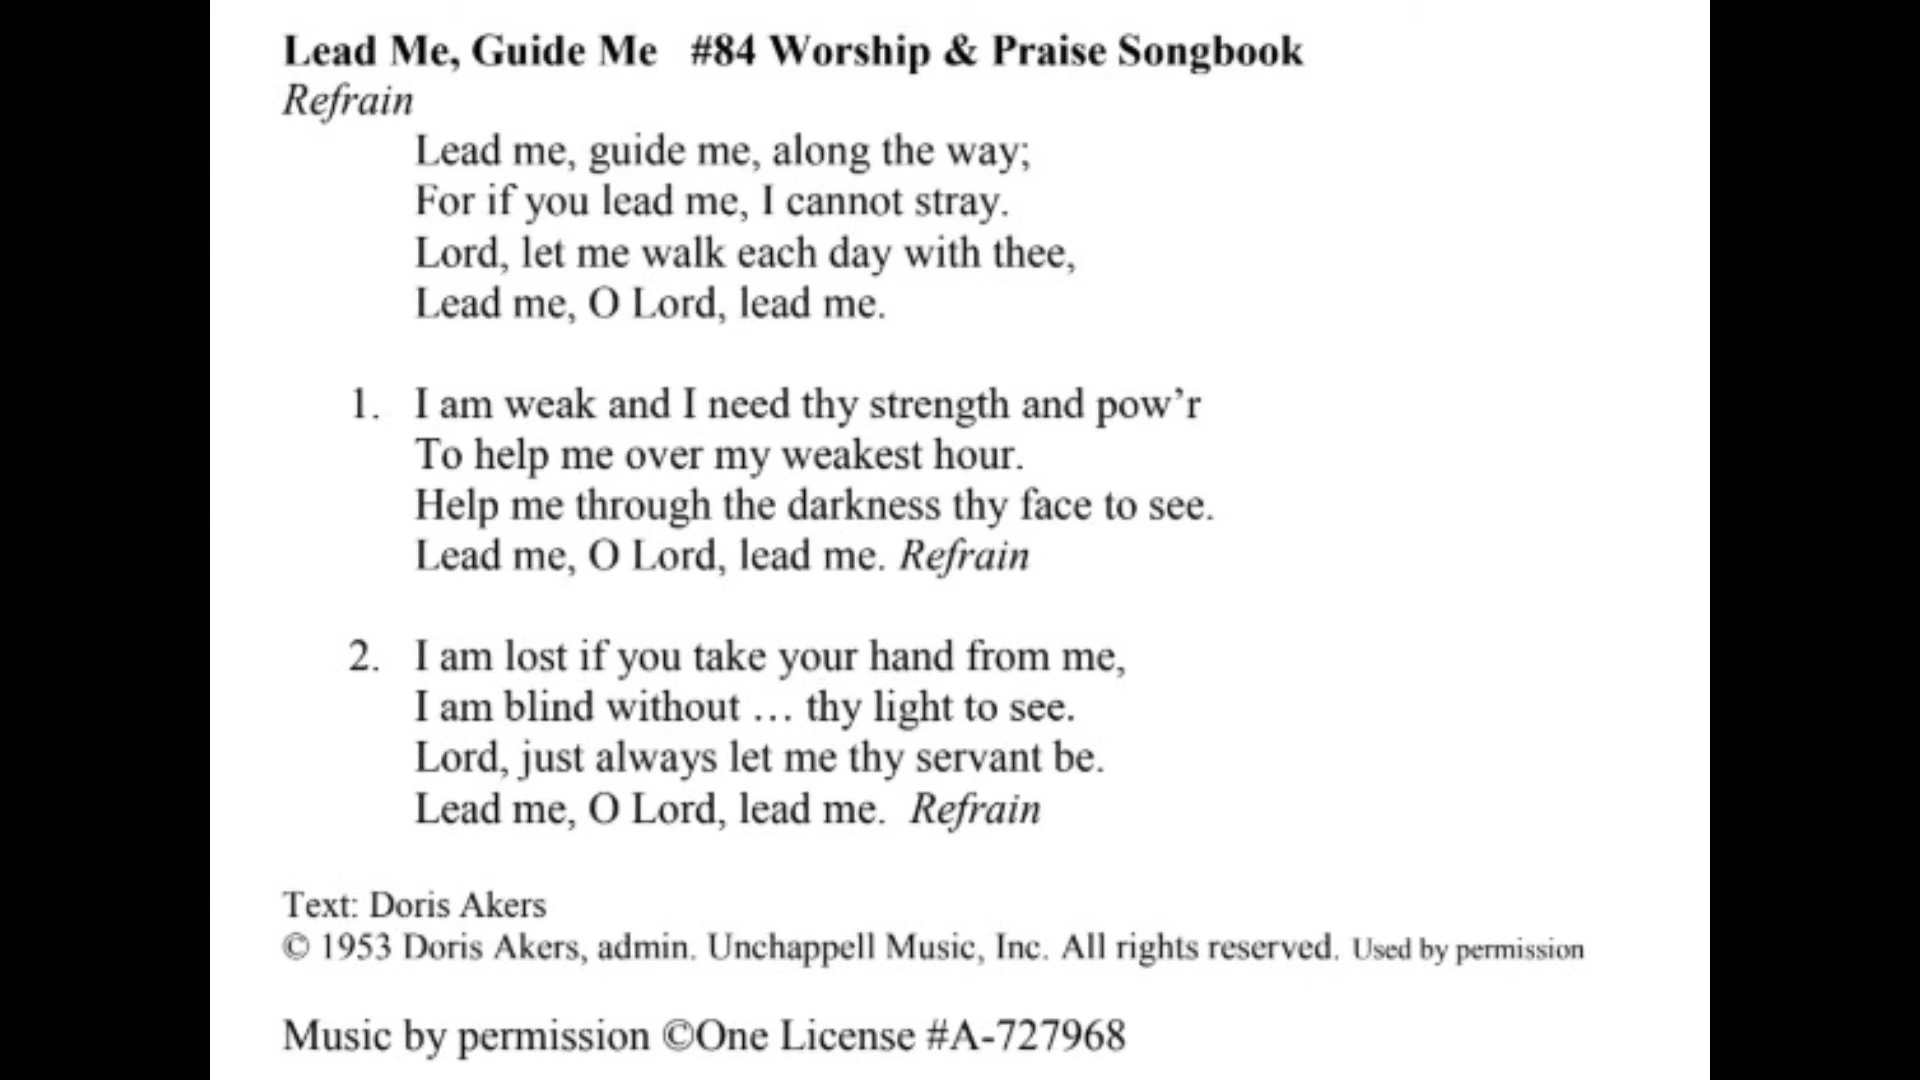 Lead Me, Guide Me #84 Worship & Praise Songbook
Refrain
Lead me, guide me, along the way;
For if you lead me, I cannot stray.
Lord, let me walk each day with thee,
Lead me, O Lord, lead me.
1. I am weak and I need thy strength and pow’r
To help me over my weakest hour.
Help me through the darkness thy face to see.
Lead me, O Lord, lead me. Refrain
2. I am lost if you take your hand from me,
I am blind without … thy light to see.
Lord, just always let me thy servant be.
Lead me, O Lord, lead me. Refrain
Text: Doris Akers
© 1953 Doris Akers, admin. Unchappell Music, Inc. All rights reserved. Used by permission
Music by permission ©One License #A-727968